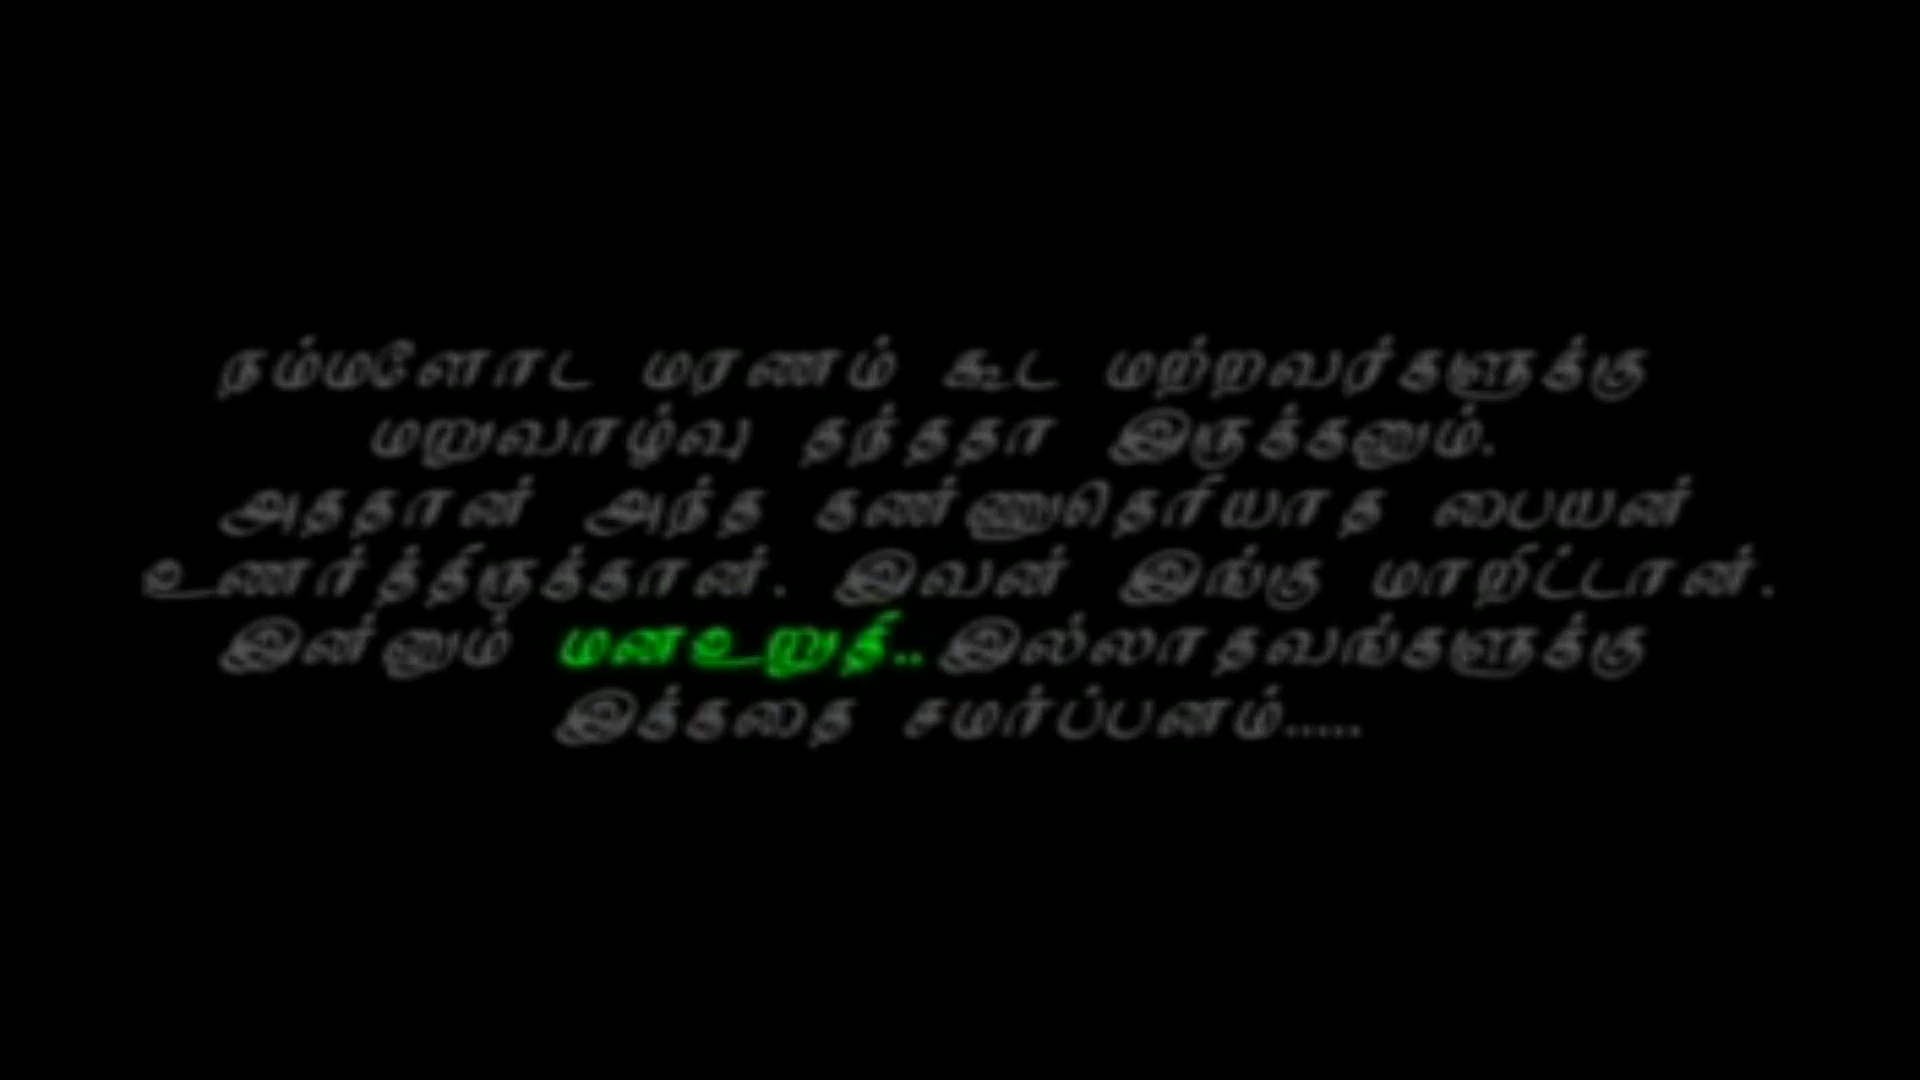 நம்மளோட மரணம் கூட மற்றவர்களுக்கு
மறுவாழ்வு தந்ததா இருக்கனும்.
அததான் அந்த கண்ணுதெரியாத பையன்
உணர்த்திருக்கான். இவன் இங்கு மாறிட்டான்.
இன்னும் மனஉறுதி..இல்லாதவங்களுக்கு
இக்கதை சமர்ப்பனம்.....